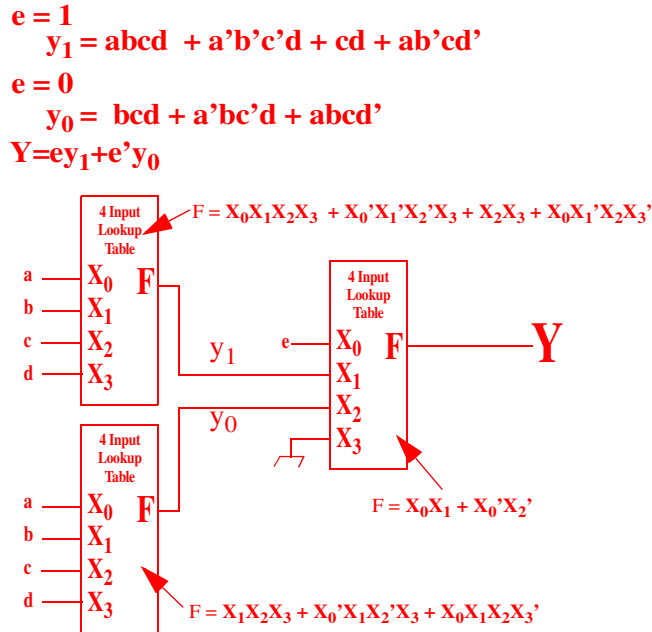 e = 1
y₁ = abcd + a’b’c’d + cd + ab’cd’
e = 0
y₀ = bcd + a’bc’d + abcd’
Y=ey₁+e’y₀
4 Input
Lookup
Table
F = X₀X₁X₂X₃ + X₀’X₁’X₂’X₃ + X₂X₃ + X₀X₁’X₂X₃’
a X₀ F
b X₁
c X₂
d X₃
y₁
y₀
4 Input
Lookup
Table
e X₀ F Y
X₁
X₂
X₃
F = X₀X₁ + X₀’X₂’
4 Input
Lookup
Table
a X₀ F
b X₁
c X₂
d X₃
F = X₁X₂X₃ + X₀’X₁X₂’X₃ + X₀X₁X₂X₃’